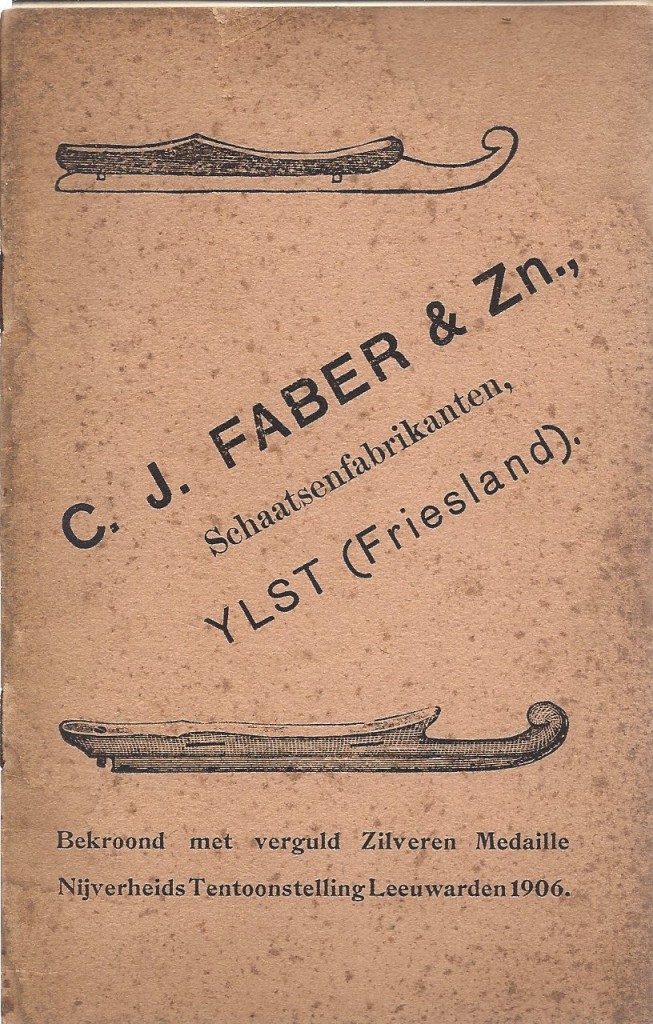 C. J. FABER & Zn.,
Schaatsenfabrikanten,
YLST (Friesland).
Bekroond met verguld Zilveren Medaille
Nijverheids Tentoonstelling Leeuwarden 1906.